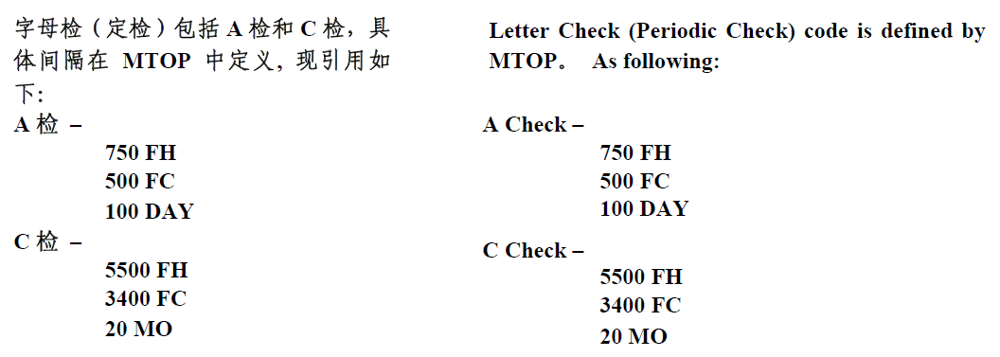 字母检（定检）包括 A 检和 C 检，具
体间隔在 MTOP 中定义，现引用如
下：
A 检 –
750 FH
500 FC
100 DAY
C 检 –
5500 FH
3400 FC
20 MO
Letter Check (Periodic Check) code is defined by
MTOP。 As following:
A Check –
750 FH
500 FC
100 DAY
C Check –
5500 FH
3400 FC
20 MO